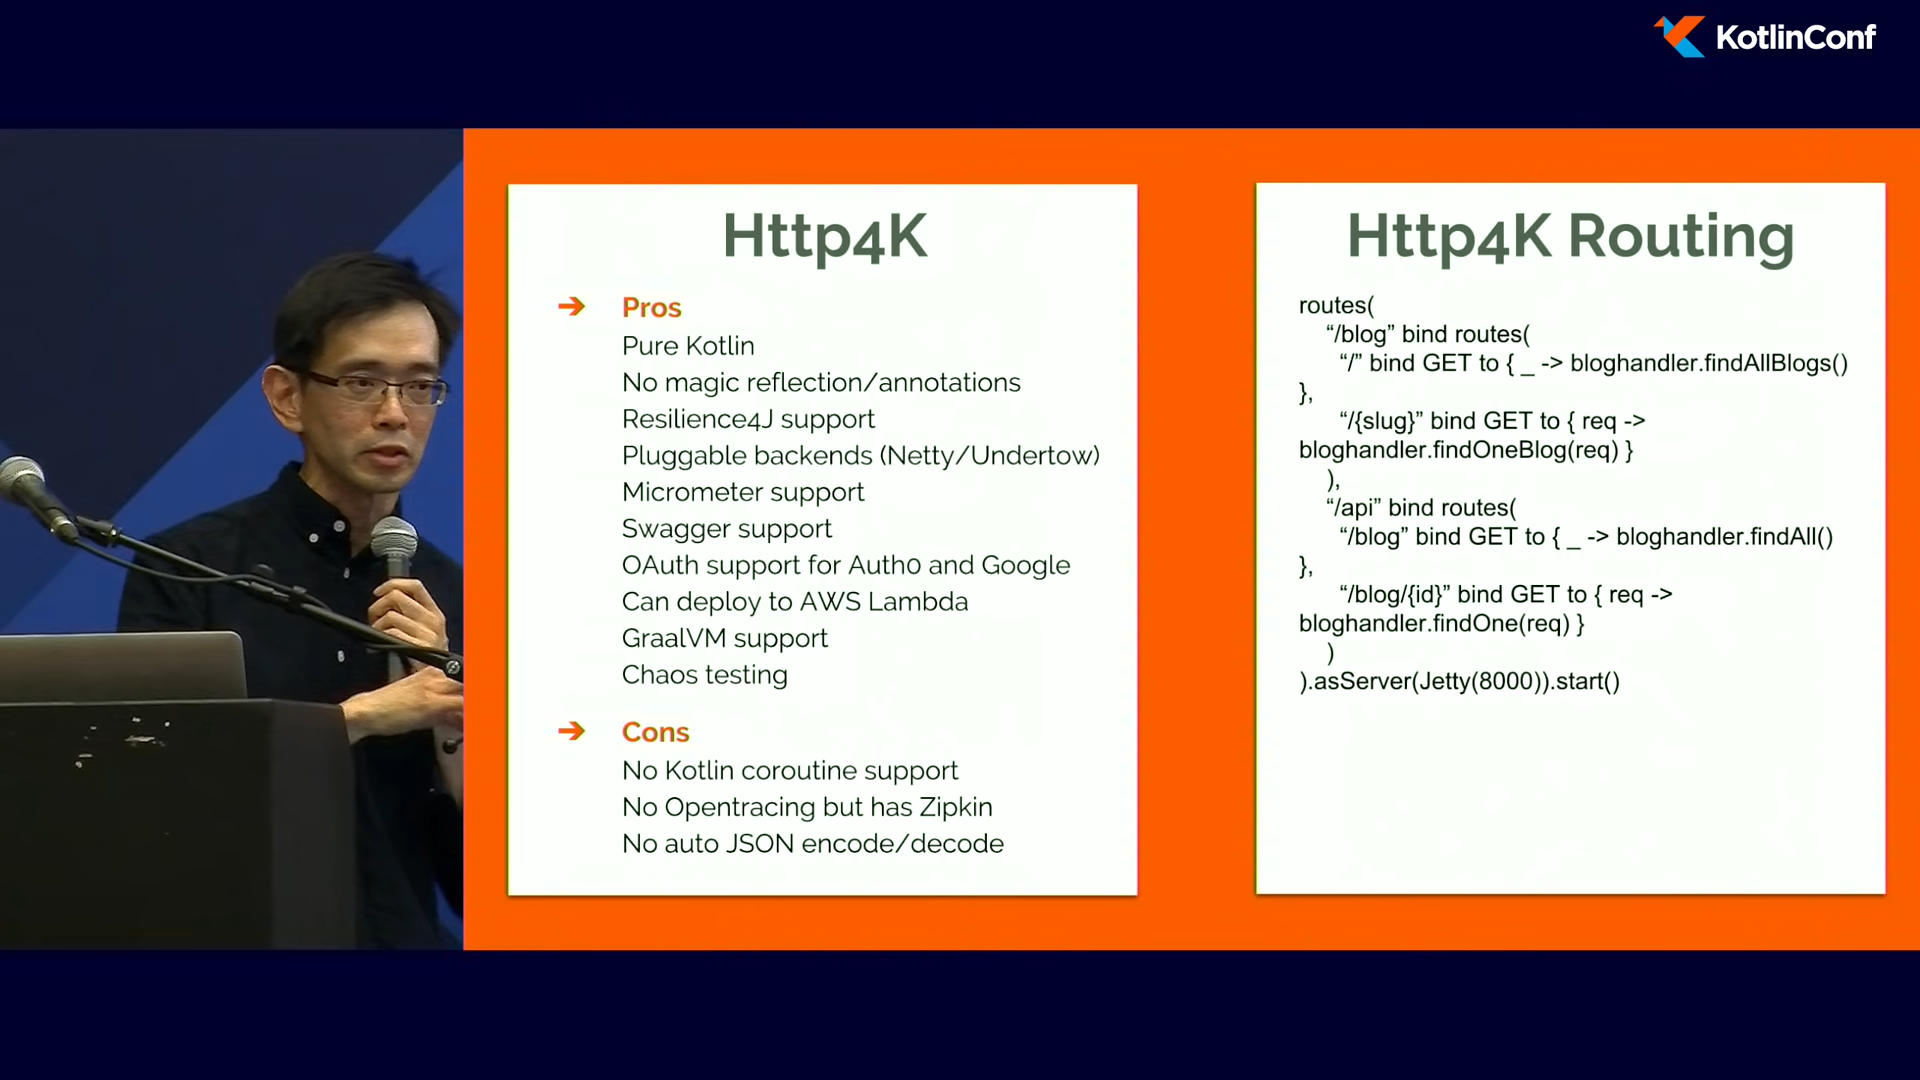 KotlinConf
Http4K
➔ Pros
Pure Kotlin
No magic reflection/annotations
Resilience4J support
Pluggable backends (Netty/Undertow)
Micrometer support
Swagger support
OAuth support for Auth0 and Google
Can deploy to AWS Lambda
GraalVM support
Chaos testing
➔ Cons
No Kotlin coroutine support
No Opentracing but has Zipkin
No auto JSON encode/decode
Http4K Routing
routes(
“/blog” bind routes(
“/” bind GET to { _ -> bloghandler.findAllBlogs()
},
“/{slug}” bind GET to { req ->
bloghandler.findOneBlog(req) }
),
“/api” bind routes(
“/blog” bind GET to { _ -> bloghandler.findAll()
},
“/blog/{id}” bind GET to { req ->
bloghandler.findOne(req) }
)
).asServer(Jetty(8000)).start()